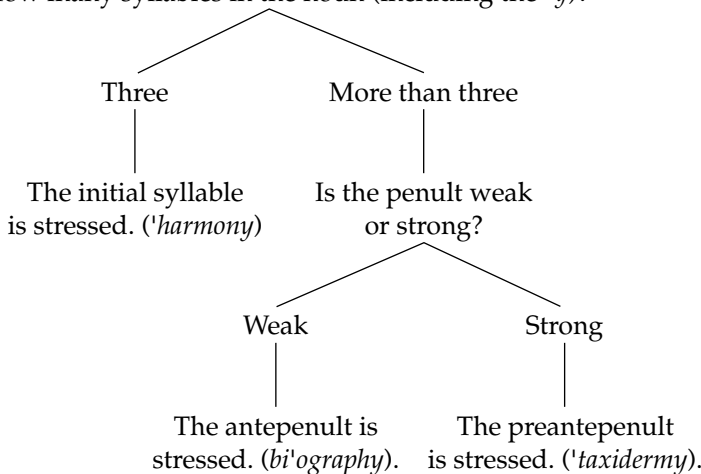 many syllables in the noun (including the -y)?
Three
More than three
The initial syllable
is stressed. ('harmony)
Is the penult weak
or strong?
Weak
Strong
The antepenult is
stressed. (bi'ography).
The preantepenult
is stressed. ('taxidermy).